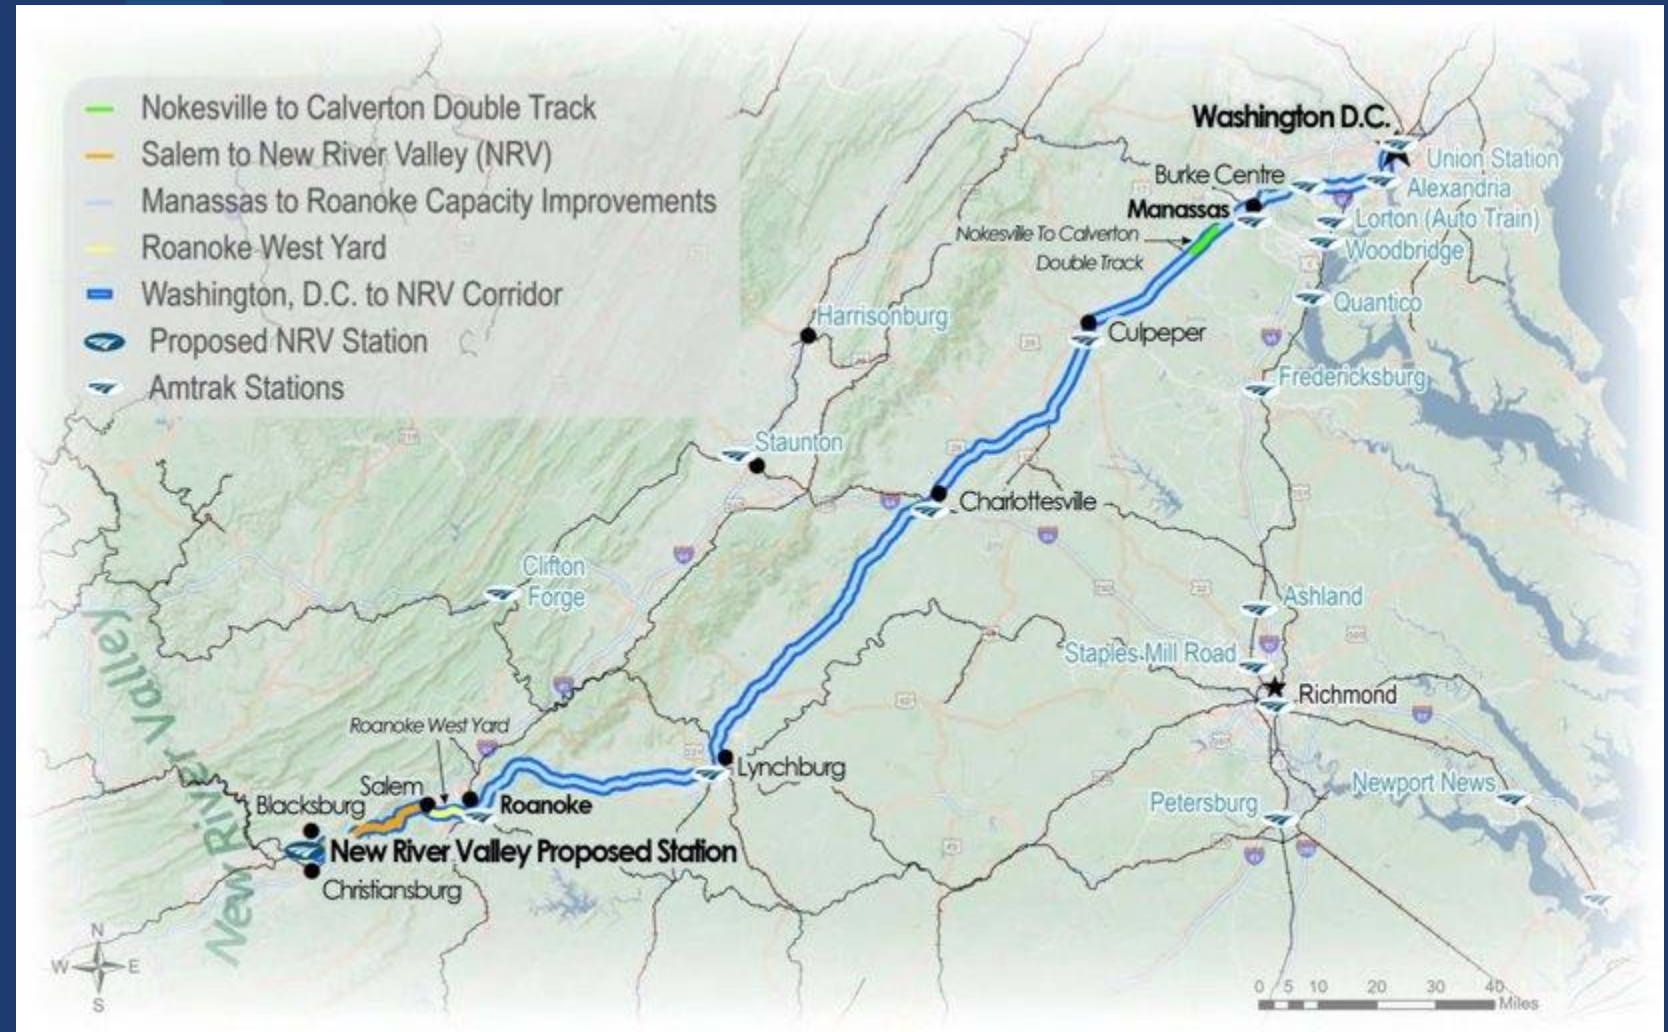 Nokesville to Calverton Double Track
Salem to New River Valley (NRV)
Manassas to Roanoke Capacity Improvements
Roanoke West Yard
Washington, D.C. to NRV Corridor
Proposed NRV Station
Amtrak Stations
Washington D.C.
Union Station
Burke Centre
Alexandria
Manassas
Lorton (Auto Train)
Nokesville To Calverton
Double Track
Woodbridge
Quantico
Harrisonburg
Culpeper
Fredericksburg
Staunton
Charlottesville
Clifton
Forge
Ashland
Staples Mill Road
Richmond
New River Valley
Roanoke West Yard
Lynchburg
Salem
Blacksburg
Roanoke
Newport News
Petersburg
New River Valley Proposed Station
Christiansburg
N
W E
S
0 5 10 20 30 40
Miles